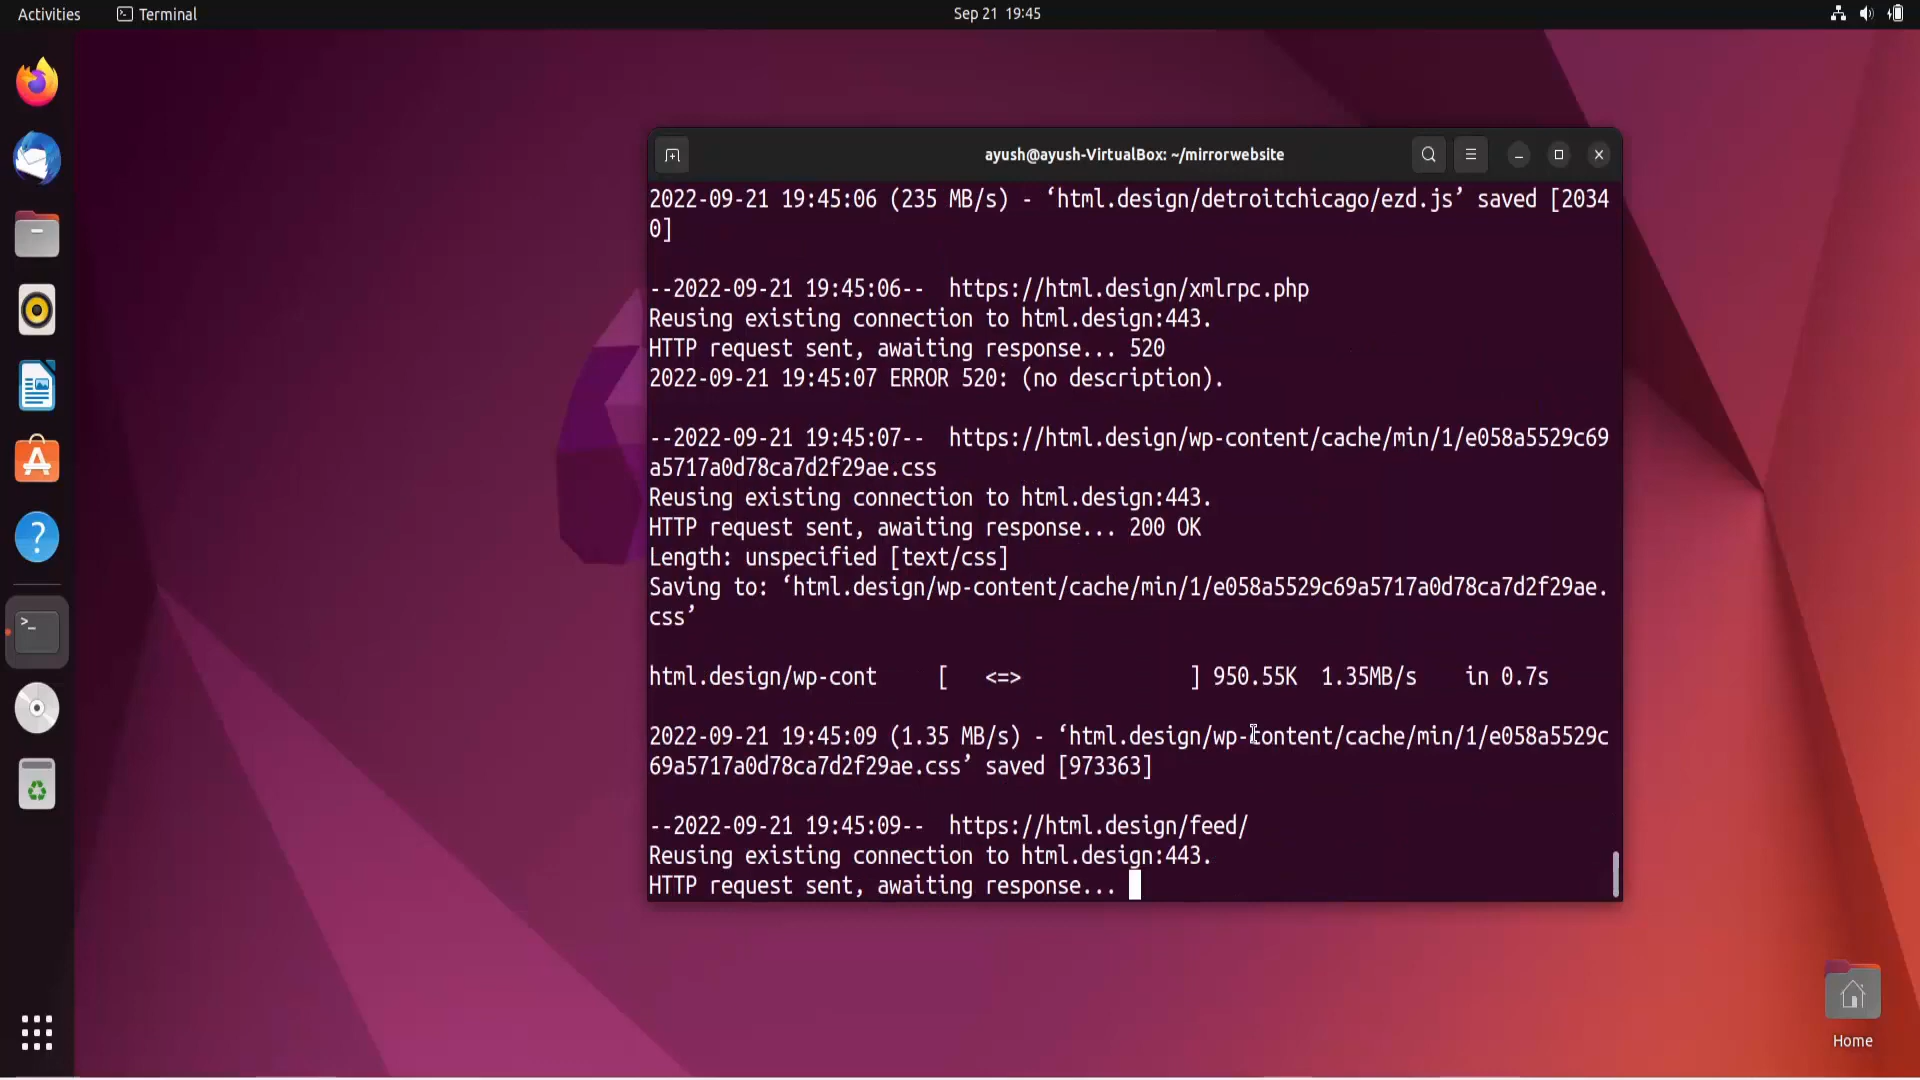 Activities Terminal Sep 21 19:45
ayush@ayush-VirtualBox: ~/mirrorwebsite
2022-09-21 19:45:06 (235 MB/s) - ‘html.design/detroitchicago/ezd.js’ saved [2034
0]
--2022-09-21 19:45:06-- https://html.design/xmlrpc.php
Reusing existing connection to html.design:443.
HTTP request sent, awaiting response... 520
2022-09-21 19:45:07 ERROR 520: (no description).
--2022-09-21 19:45:07-- https://html.design/wp-content/cache/min/1/e058a5529c69
a5717a0d78ca7d2f29ae.css
Reusing existing connection to html.design:443.
HTTP request sent, awaiting response... 200 OK
Length: unspecified [text/css]
Saving to: ‘html.design/wp-content/cache/min/1/e058a5529c69a5717a0d78ca7d2f29ae.
css’
html.design/wp-cont [ <=> ] 950.55K 1.35MB/s in 0.7s
2022-09-21 19:45:09 (1.35 MB/s) - ‘html.design/wp-content/cache/min/1/e058a5529c
69a5717a0d78ca7d2f29ae.css’ saved [973363]
--2022-09-21 19:45:09-- https://html.design/feed/
Reusing existing connection to html.design:443.
HTTP request sent, awaiting response...
Home